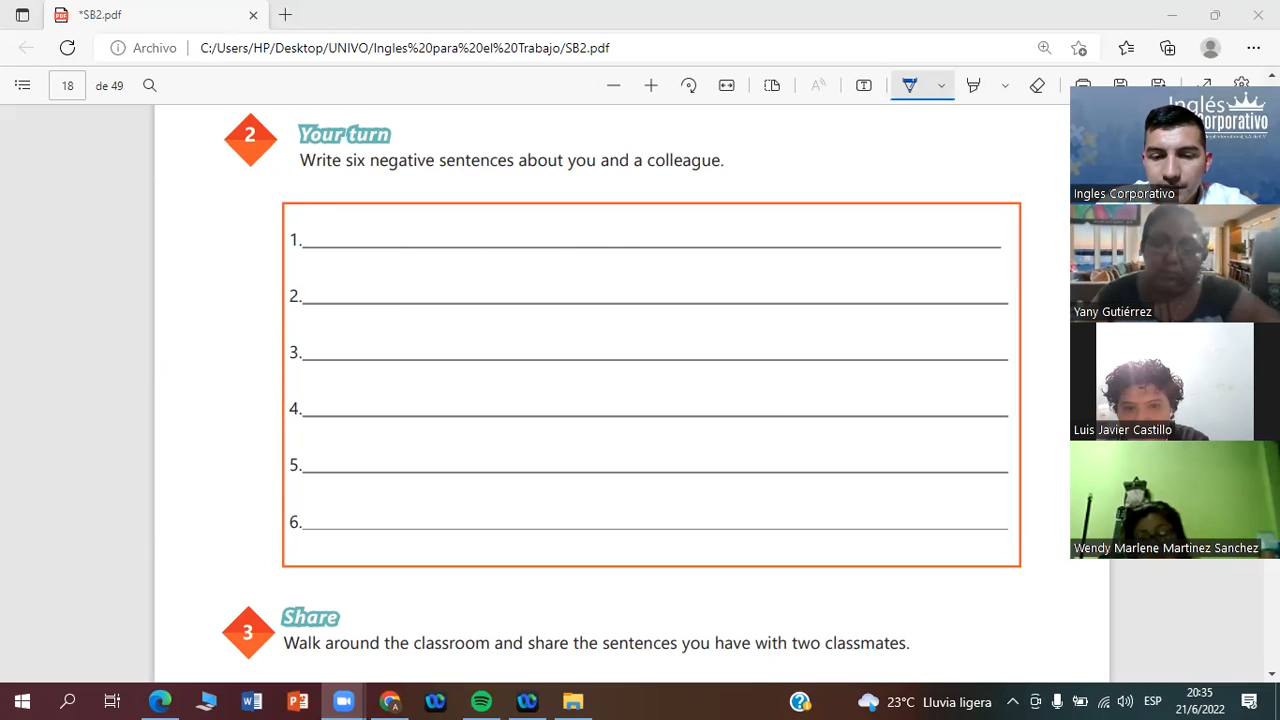 *SB2.pdf
Archivo
C:/Users/HP/Desktop/UNIVO/Ingles%20para%20el%20Trabajo/SB2.pdf
18 de 49
2 Your turn
Write six negative sentences about you and a colleague.
1.
2.
3.
4.
5.
6.
3 Share
Walk around the classroom and share the sentences you have with two classmates.
Inglés
Corporativo
Ingles Corporativo
Yany Gutiérrez
Luis Javier Castillo
Wendy Marlene Martinez Sanchez
23°C Lluvia ligera
ESP
20:35
21/6/2022